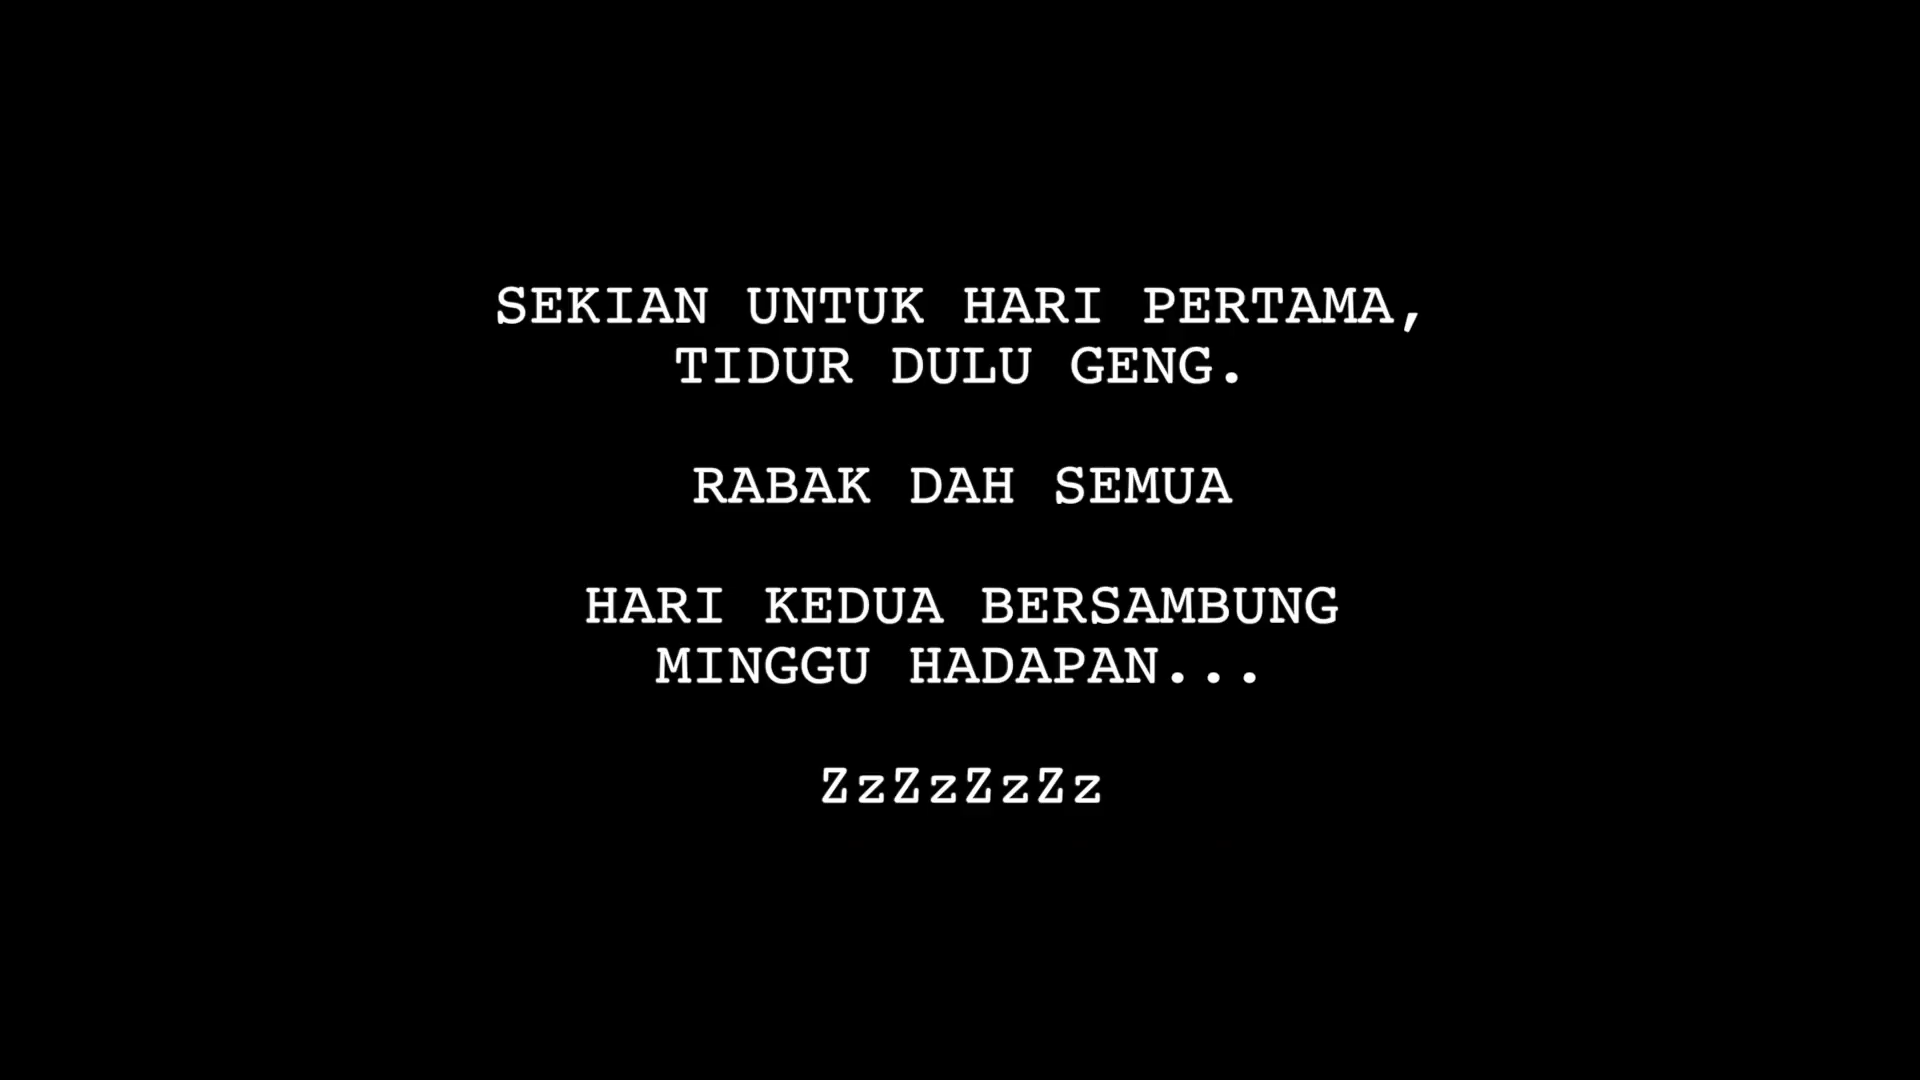 SEKIAN UNTUK HARI PERTAMA,
TIDUR DULU GENG.
RABAK DAH SEMUA
HARI KEDUA BERSAMBUNG
MINGGU HADAPAN...
ZzZzZzZz